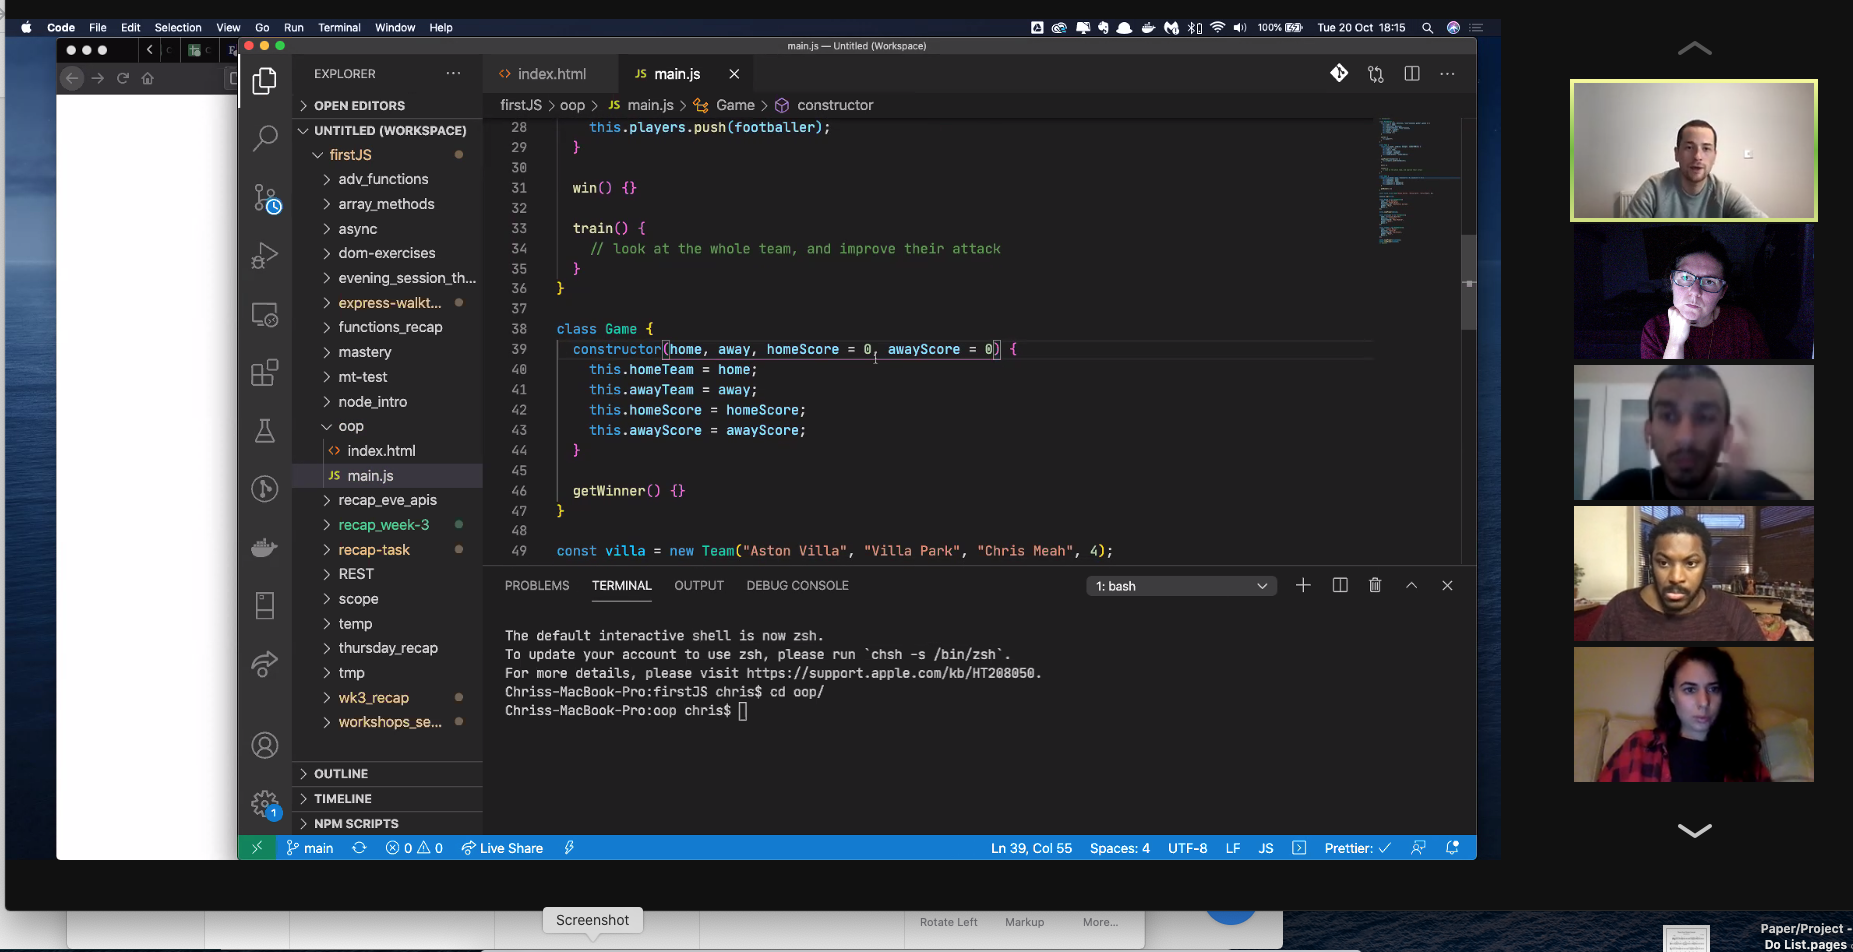 Code File Edit Selection View Go Run Terminal Window Help
100% Tue 20 Oct 18:15
main.js — Untitled (Workspace)
EXPLORER
OPEN EDITORS
UNTITLED (WORKSPACE)
firstJS
adv_functions
array_methods
async
dom-exercises
evening_session_th...
express-walkt...
functions_recap
mastery
mt-test
node_intro
oop
<> index.html
JS main.js
recap_eve_apis
recap_week-3
recap-task
REST
scope
temp
thursday_recap
tmp
wk3_recap
workshops_se...
OUTLINE
TIMELINE
NPM SCRIPTS
1
<> index.html
JS main.js
firstJS > oop > JS main.js > Game > constructor
28 this.players.push(footballer);
29 }
30
31 win() {}
32
33 train() {
34 // look at the whole team, and improve their attack
35 }
36 }
37
38 class Game {
39 constructor(home, away, homeScore = 0, awayScore = 0) {
40 this.homeTeam = home;
41 this.awayTeam = away;
42 this.homeScore = homeScore;
43 this.awayScore = awayScore;
44 }
45
46 getWinner() {}
47 }
48
49 const villa = new Team("Aston Villa", "Villa Park", "Chris Meah", 4);
PROBLEMS TERMINAL OUTPUT DEBUG CONSOLE 1: bash
The default interactive shell is now zsh.
To update your account to use zsh, please run `chsh -s /bin/zsh`.
For more details, please visit https://support.apple.com/kb/HT208050.
Chriss-MacBook-Pro:firstJS chris$ cd oop/
Chriss-MacBook-Pro:oop chris$
main 0 0 Live Share Ln 39, Col 55 Spaces: 4 UTF-8 LF JS Prettier: ✓
Screenshot
Rotate Left Markup More...
Paper/Project -
Do List.pages